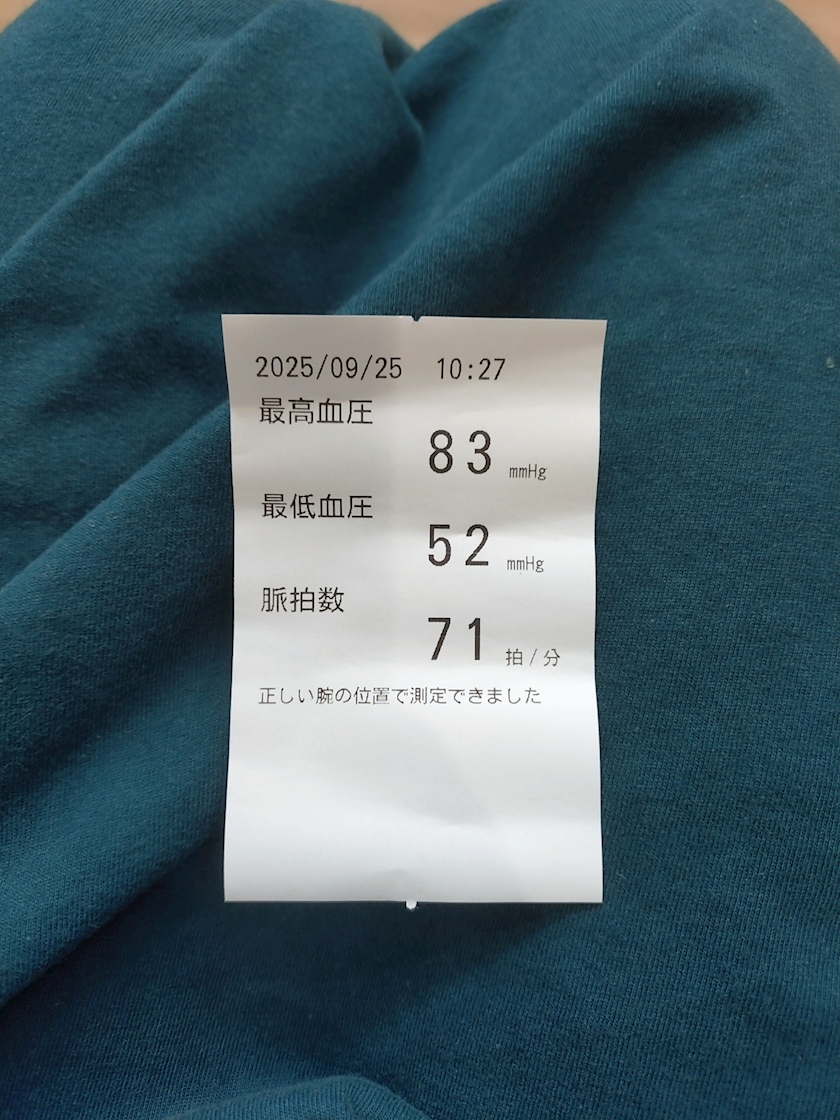 2025/09/25 10:27
最高血圧
83 mmHg
最低血圧
52 mmHg
脈拍数
71 拍/分
正しい腕の位置で測定できました